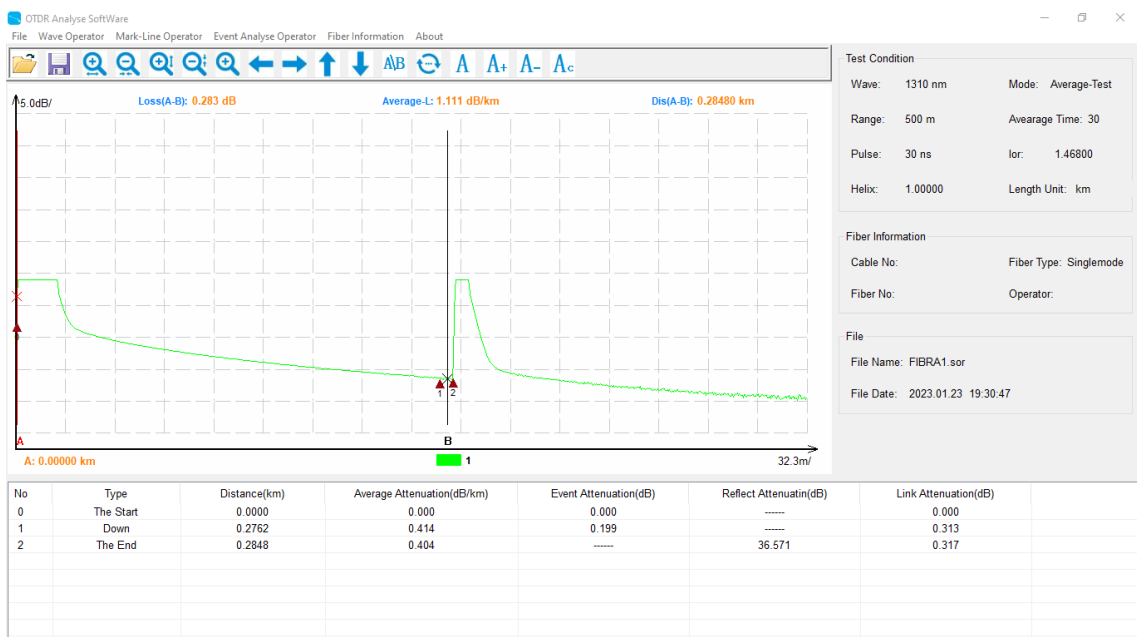 OTDR Analyse SoftWare
File Wave Operator Mark-Line Operator Event Analyse Operator Fiber Information About
A\B A A+ A- Ac
5.0dB/ Loss(A-B): 0.283 dB Average-L: 1.111 dB/km Dis(A-B): 0.28480 km
0
1 2
A B
A: 0.00000 km 1 32.3m/
Test Condition
Wave: 1310 nm Mode: Average-Test
Range: 500 m Avearage Time: 30
Pulse: 30 ns Ior: 1.46800
Helix: 1.00000 Length Unit: km
Fiber Information
Cable No: Fiber Type: Singlemode
Fiber No: Operator:
File
File Name: FIBRA1.sor
File Date: 2023.01.23 19:30:47
No Type Distance(km) Average Attenuation(dB/km) Event Attenuation(dB) Reflect Attenuatin(dB) Link Attenuation(dB)
0 The Start 0.0000 0.000 0.000 ------ 0.000
1 Down 0.2762 0.414 0.199 ------ 0.313
2 The End 0.2848 0.404 ------ 36.571 0.317